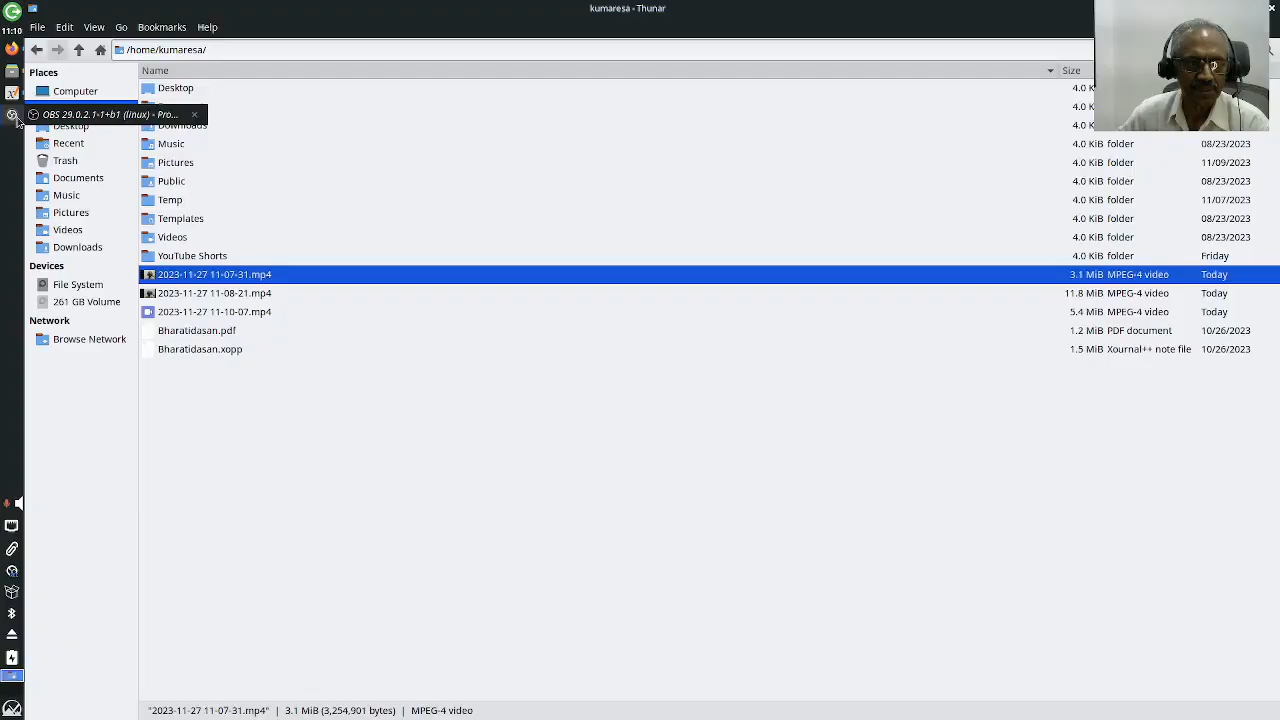 kumaresa - Thunar
11:10
File Edit View Go Bookmarks Help
/home/kumaresa/
Places
Computer
OBS 29.0.2.1-1+b1 (linux) - Pro...
Desktop
Recent
Trash
Documents
Music
Pictures
Videos
Downloads
Devices
File System
261 GB Volume
Network
Browse Network
Name Size
Desktop 4.0 K
4.0 K
Downloads 4.0 K
Music 4.0 KiB folder 08/23/2023
Pictures 4.0 KiB folder 11/09/2023
Public 4.0 KiB folder 08/23/2023
Temp 4.0 KiB folder 11/07/2023
Templates 4.0 KiB folder 08/23/2023
Videos 4.0 KiB folder 08/23/2023
YouTube Shorts 4.0 KiB folder Friday
2023-11-27 11-07-31.mp4 3.1 MiB MPEG-4 video Today
2023-11-27 11-08-21.mp4 11.8 MiB MPEG-4 video Today
2023-11-27 11-10-07.mp4 5.4 MiB MPEG-4 video Today
Bharatidasan.pdf 1.2 MiB PDF document 10/26/2023
Bharatidasan.xopp 1.5 MiB Xournal++ note file 10/26/2023
"2023-11-27 11-07-31.mp4" | 3.1 MiB (3,254,901 bytes) | MPEG-4 video